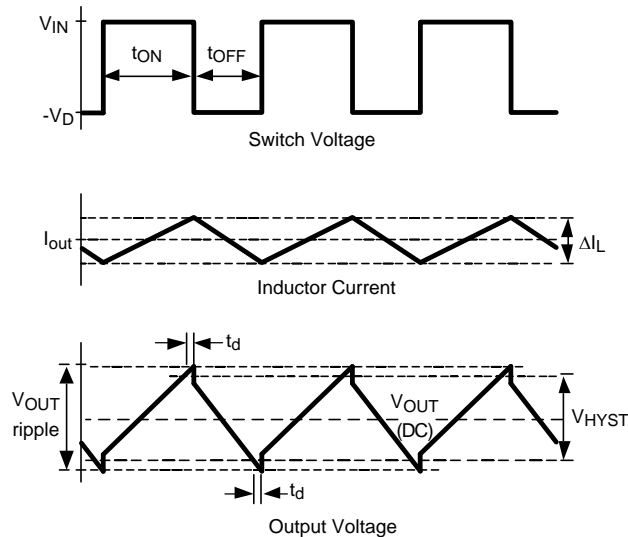 VIN
tON
tOFF
-VD
Switch Voltage
Iout
ΔIL
Inductor Current
td
VOUT
ripple
VOUT
(DC)
VHYST
td
Output Voltage